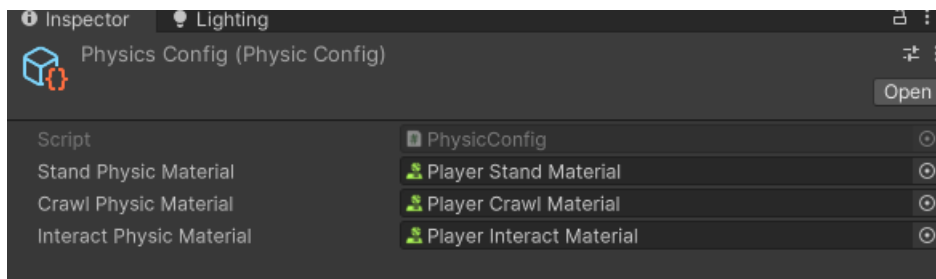 Inspector Lighting
Physics Config (Physic Config)
Open
Script PhysicConfig
Stand Physic Material Player Stand Material
Crawl Physic Material Player Crawl Material
Interact Physic Material Player Interact Material